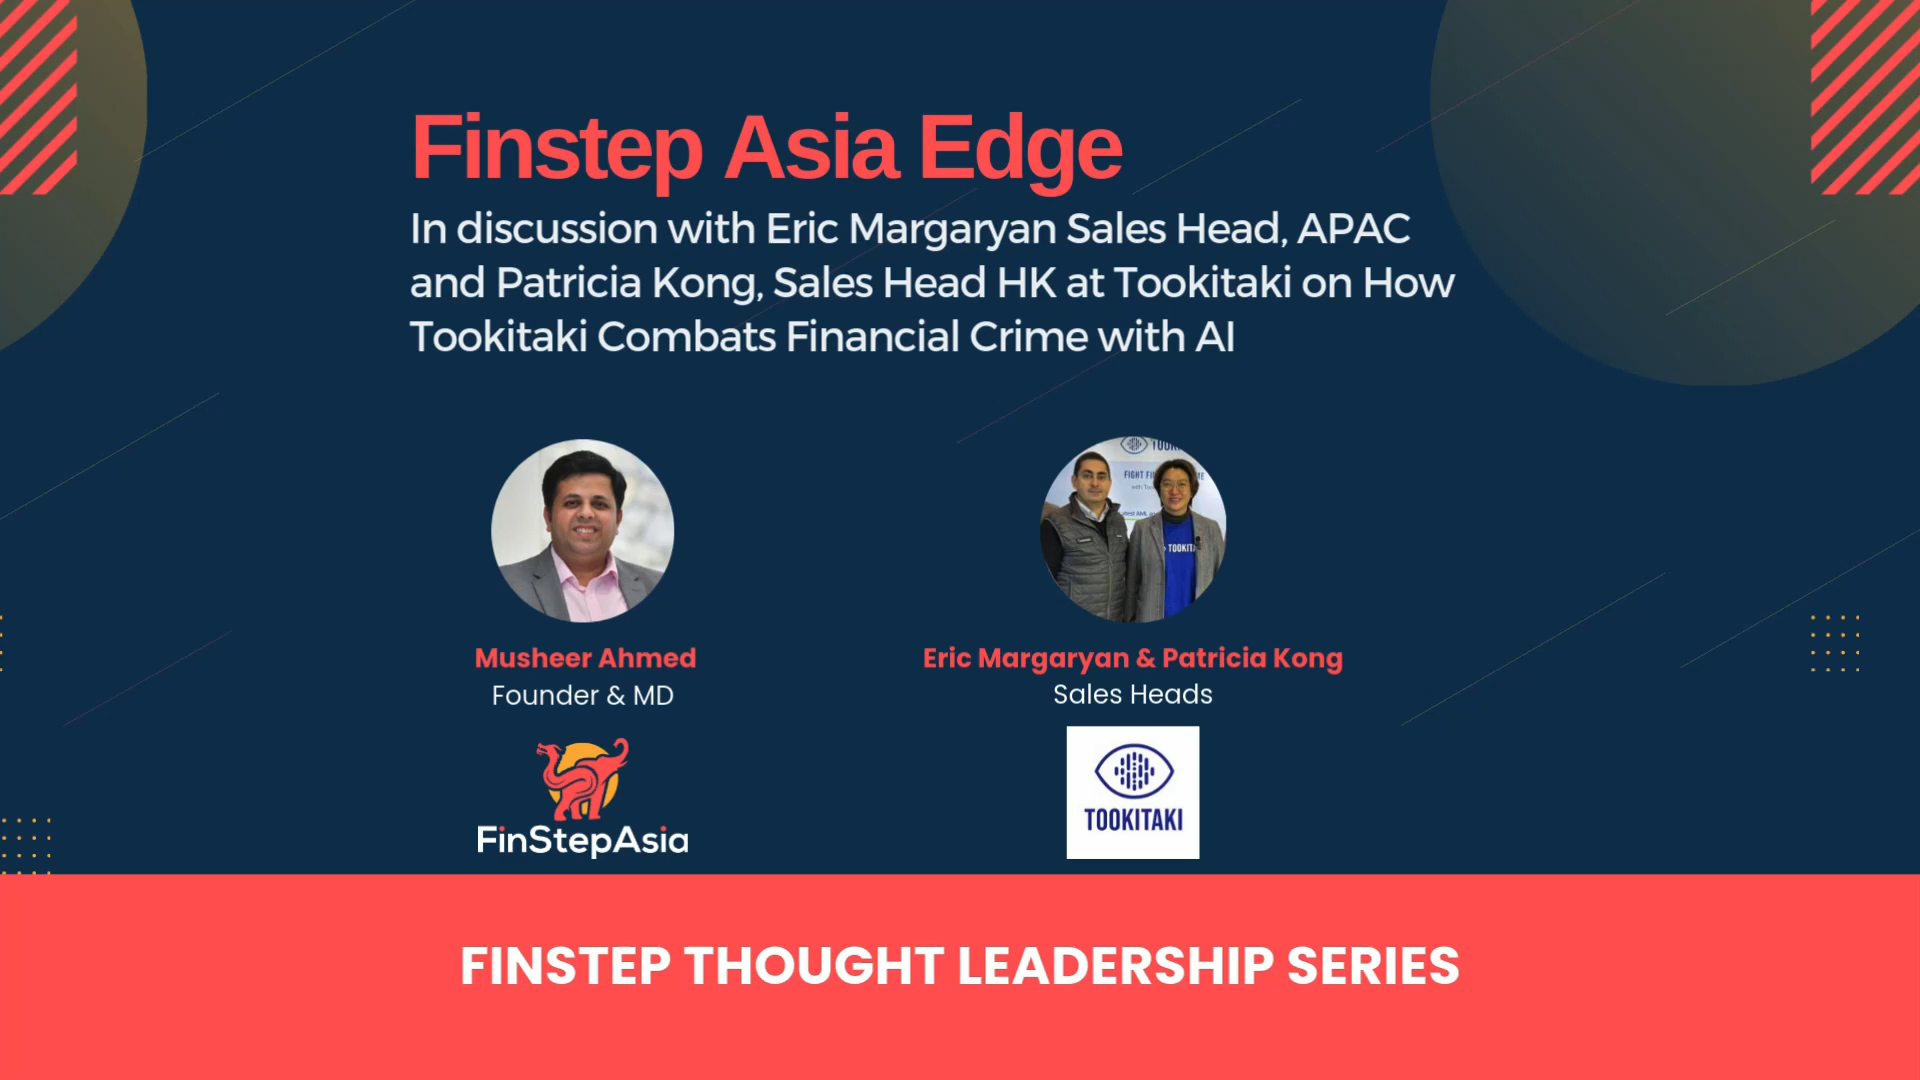 Finstep Asia Edge
In discussion with Eric Margaryan Sales Head, APAC
and Patricia Kong, Sales Head HK at Tookitaki on How
Tookitaki Combats Financial Crime with AI
FIGHT
TOOKIT
Musheer Ahmed
Founder & MD
FinStepAsia
Eric Margaryan & Patricia Kong
Sales Heads
TOOKITAKI
FINSTEP THOUGHT LEADERSHIP SERIES